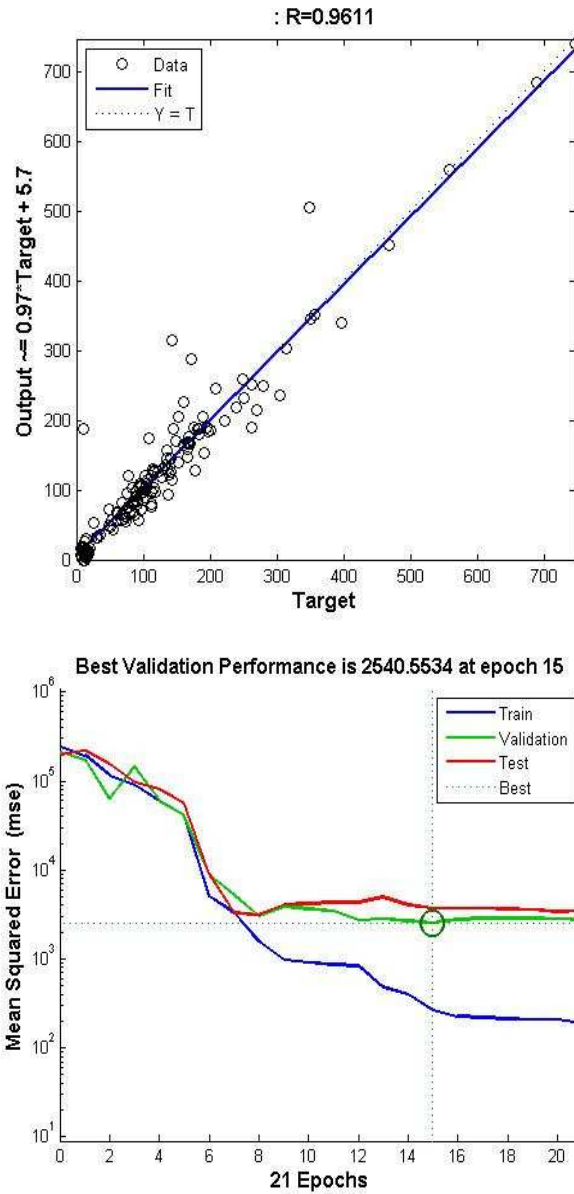 : R=0.9611
Data
Fit
Y = T
Output ~= 0.97*Target + 5.7
700
600
500
400
300
200
100
0
0 100 200 300 400 500 600 700
Target
Best Validation Performance is 2540.5534 at epoch 15
Train
Validation
Test
Best
Mean Squared Error (mse)
10^6
10^5
10^4
10^3
10^2
10^1
0 2 4 6 8 10 12 14 16 18 20
21 Epochs